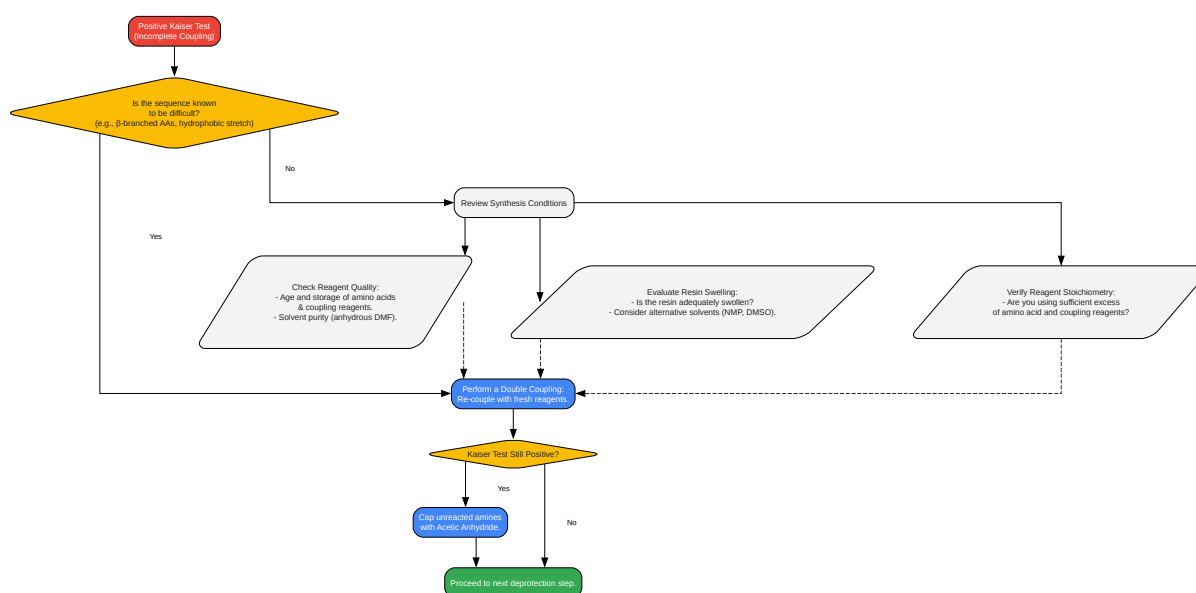 Positive Kaiser Test
(Incomplete Coupling)
Is the sequence known
to be difficult?
(e.g., β-branched AAs, hydrophobic stretch)
No
Yes
Review Synthesis Conditions
Check Reagent Quality:
- Age and storage of amino acids
& coupling reagents.
- Solvent purity (anhydrous DMF).
Evaluate Resin Swelling:
- Is the resin adequately swollen?
- Consider alternative solvents (NMP, DMSO).
Verify Reagent Stoichiometry:
- Are you using sufficient excess
of amino acid and coupling reagents?
Perform a Double Coupling:
Re-couple with fresh reagents.
Kaiser Test Still Positive?
Yes
No
Cap unreacted amines
with Acetic Anhydride.
Proceed to next deprotection step.